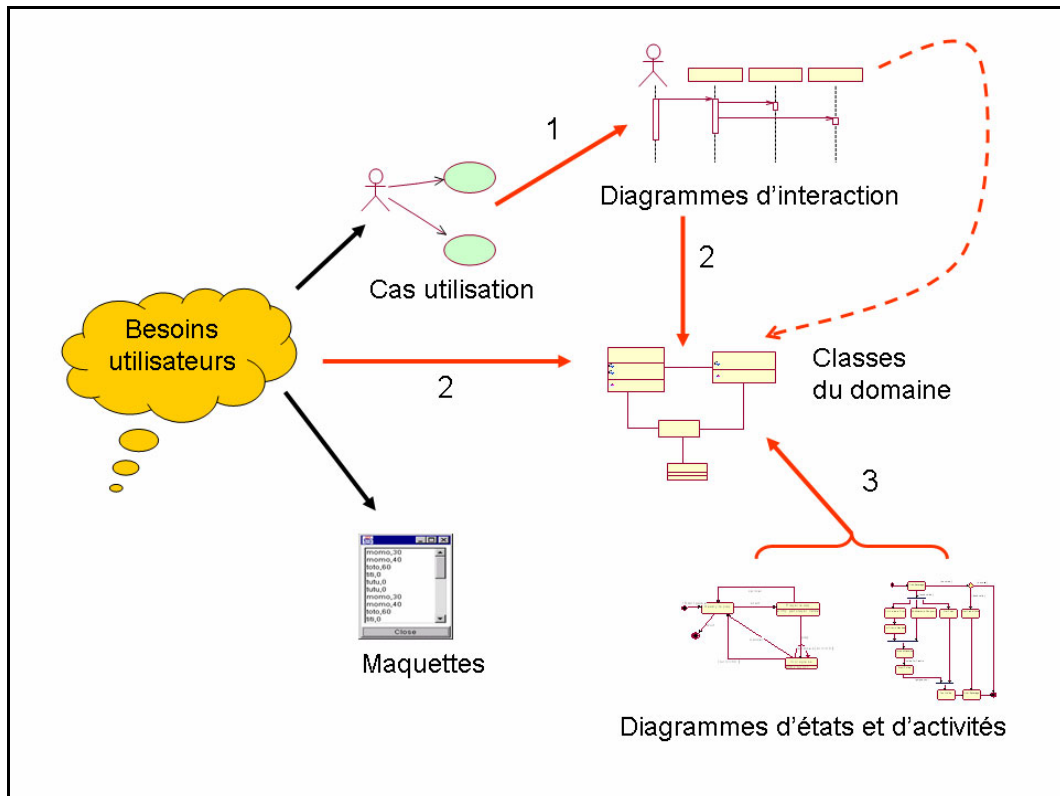 1
Diagrammes d'interaction
2
Cas utilisation
Besoins
utilisateurs
2
Classes
du domaine
3
momo,30
momo,40
toto,60
titi,0
tutu,0
tutu,0
momo,30
momo,40
toto,60
titi,0
Close
Maquettes
Diagrammes d'états et d'activités